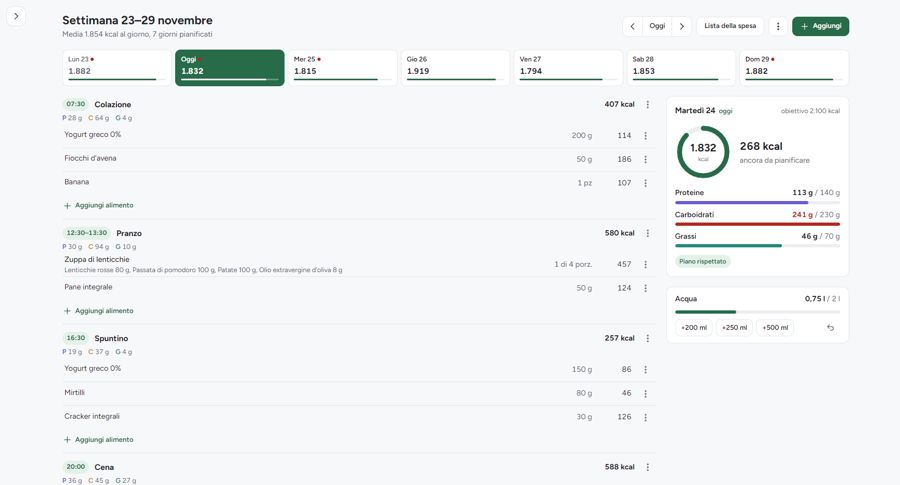 Settimana 23–29 novembre
Media 1.854 kcal al giorno, 7 giorni pianificati
Oggi
Lista della spesa
Aggiungi
Lun 23
1.882
Oggi
1.832
Mer 25
1.815
Gio 26
1.919
Ven 27
1.794
Sab 28
1.853
Dom 29
1.882
07:30 Colazione 407 kcal
P 28 g C 64 g G 4 g
Yogurt greco 0% 200 g 114
Fiocchi d'avena 50 g 186
Banana 1 pz 107
Aggiungi alimento
12:30–13:30 Pranzo 580 kcal
P 30 g C 94 g G 10 g
Zuppa di lenticchie 1 di 4 porz. 457
Lenticchie rosse 80 g, Passata di pomodoro 100 g, Patate 100 g, Olio extravergine d'oliva 8 g
Pane integrale 50 g 124
Aggiungi alimento
16:30 Spuntino 257 kcal
P 19 g C 37 g G 4 g
Yogurt greco 0% 150 g 86
Mirtilli 80 g 46
Cracker integrali 30 g 126
Aggiungi alimento
20:00 Cena 588 kcal
P 36 g C 45 g G 27 g
Martedì 24 oggi obiettivo 2.100 kcal
1.832
kcal
268 kcal
ancora da pianificare
Proteine 113 g / 140 g
Carboidrati 241 g / 230 g
Grassi 46 g / 70 g
Piano rispettato
Acqua 0,75 l / 2 l
+200 ml +250 ml +500 ml